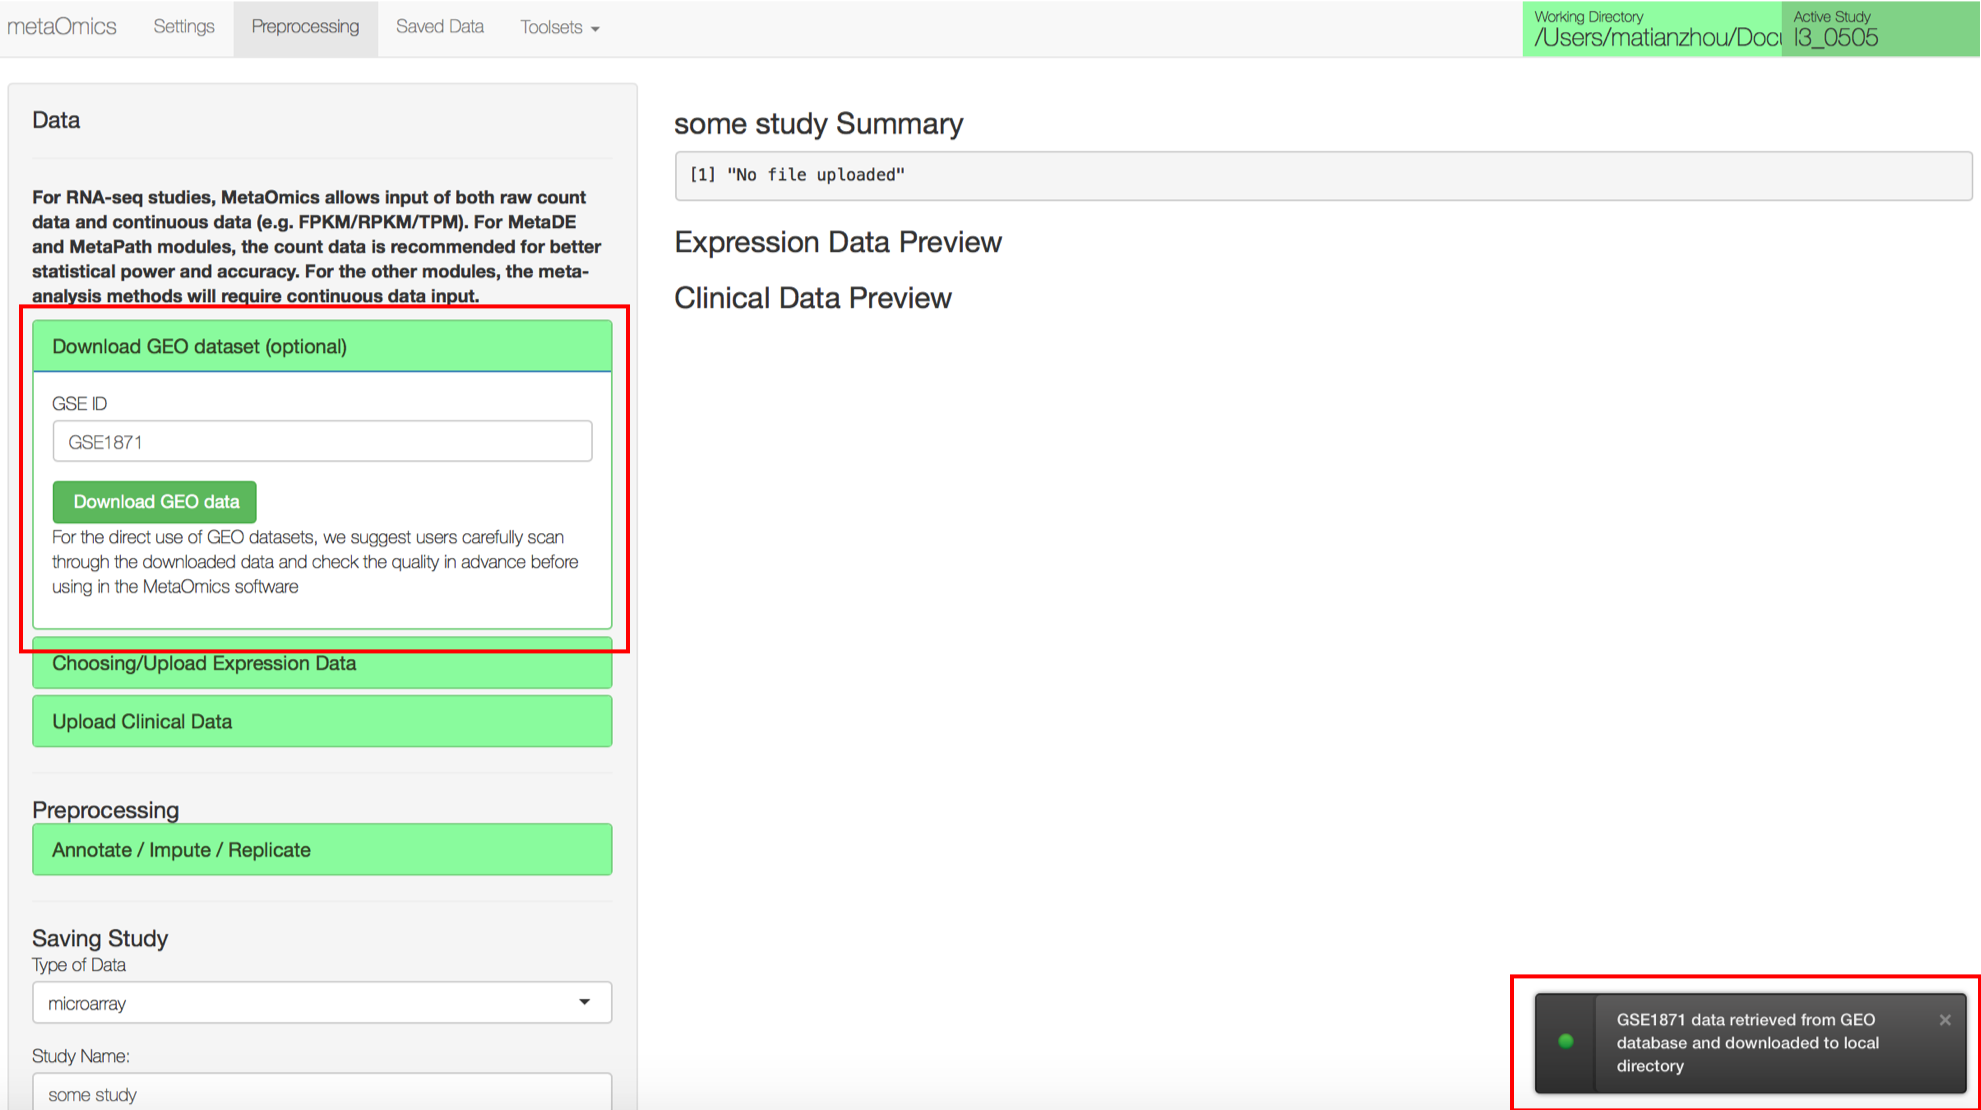 metaOmics Settings Preprocessing Saved Data Toolsets
Working Directory
/Users/matianzhou/Doc
Active Study
I3_0505
Data
For RNA-seq studies, MetaOmics allows input of both raw count
data and continuous data (e.g. FPKM/RPKM/TPM). For MetaDE
and MetaPath modules, the count data is recommended for better
statistical power and accuracy. For the other modules, the meta-
analysis methods will require continuous data input.
Download GEO dataset (optional)
GSE ID
GSE1871
Download GEO data
For the direct use of GEO datasets, we suggest users carefully scan
through the downloaded data and check the quality in advance before
using in the MetaOmics software
Choosing/Upload Expression Data
Upload Clinical Data
Preprocessing
Annotate / Impute / Replicate
Saving Study
Type of Data
microarray
Study Name:
some study
some study Summary
[1] "No file uploaded"
Expression Data Preview
Clinical Data Preview
GSE1871 data retrieved from GEO
database and downloaded to local
directory